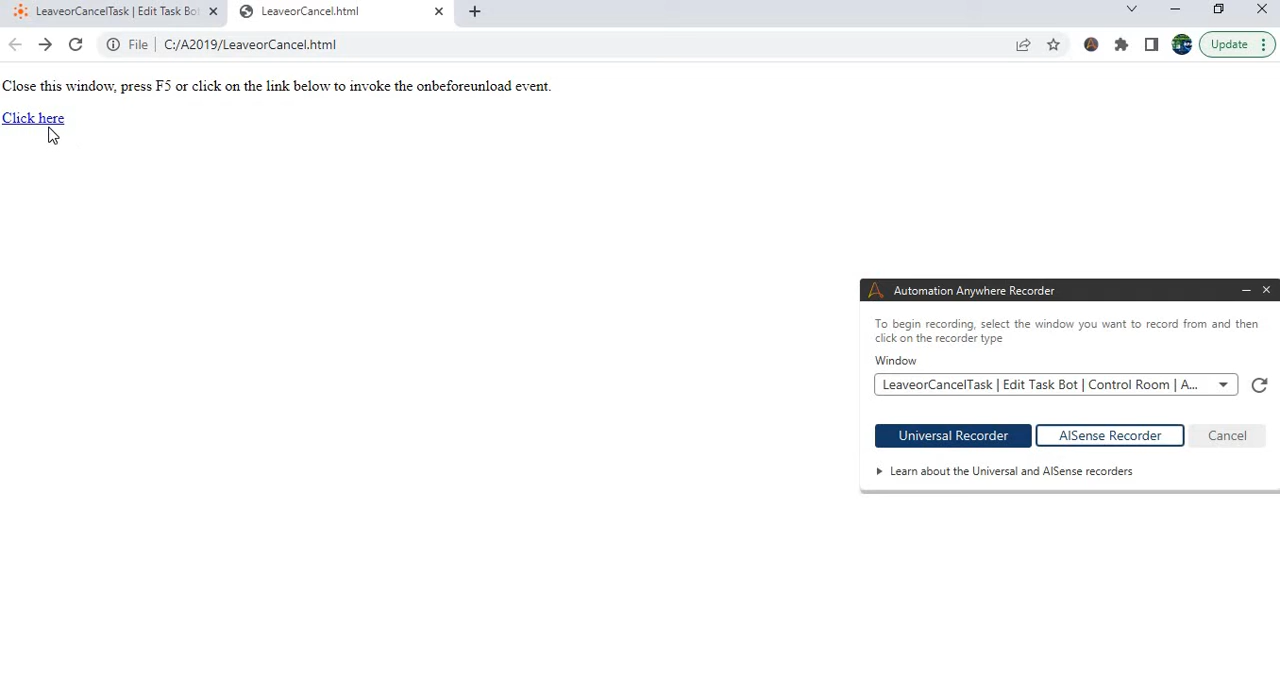 LeaveorCancelTask | Edit Task Bo
LeaveorCancel.html
File
C:/A2019/LeaveorCancel.html
Update
Close this window, press F5 or click on the link below to invoke the onbeforeunload event.
Click here
Automation Anywhere Recorder
To begin recording, select the window you want to record from and then
click on the recorder type
Window
LeaveorCancelTask | Edit Task Bot | Control Room | A...
Universal Recorder
AISense Recorder
Cancel
Learn about the Universal and AISense recorders